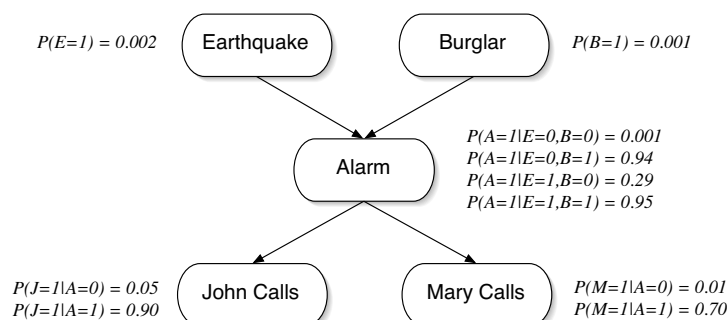 P(E=1) = 0.002
Earthquake
Burglar
P(B=1) = 0.001
Alarm
P(A=1|E=0,B=0) = 0.001
P(A=1|E=0,B=1) = 0.94
P(A=1|E=1,B=0) = 0.29
P(A=1|E=1,B=1) = 0.95
P(J=1|A=0) = 0.05
P(J=1|A=1) = 0.90
John Calls
Mary Calls
P(M=1|A=0) = 0.01
P(M=1|A=1) = 0.70